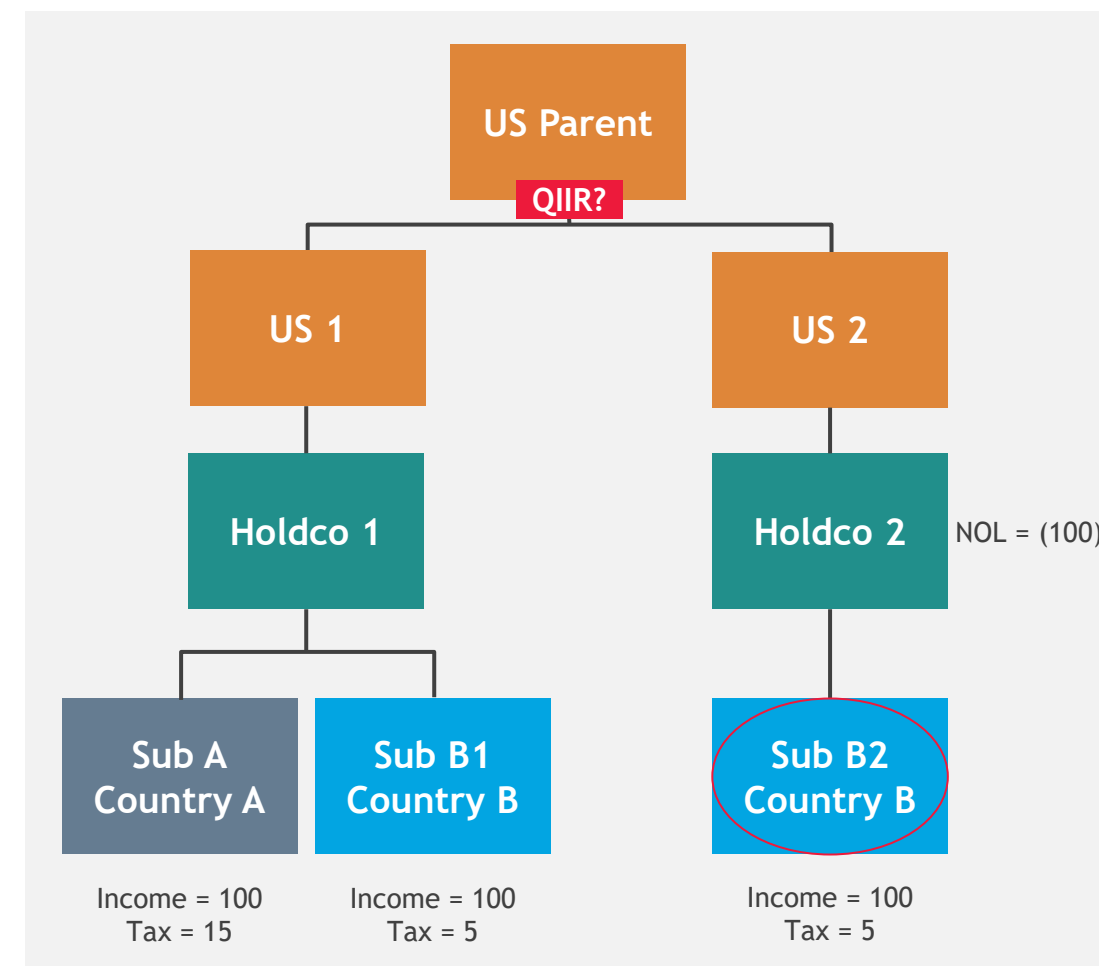 US Parent
QIIR?
US 1
US 2
Holdco 1
Holdco 2
NOL = (100)
Sub A
Country A
Sub B1
Country B
Sub B2
Country B
Income = 100
Tax = 15
Income = 100
Tax = 5
Income = 100
Tax = 5